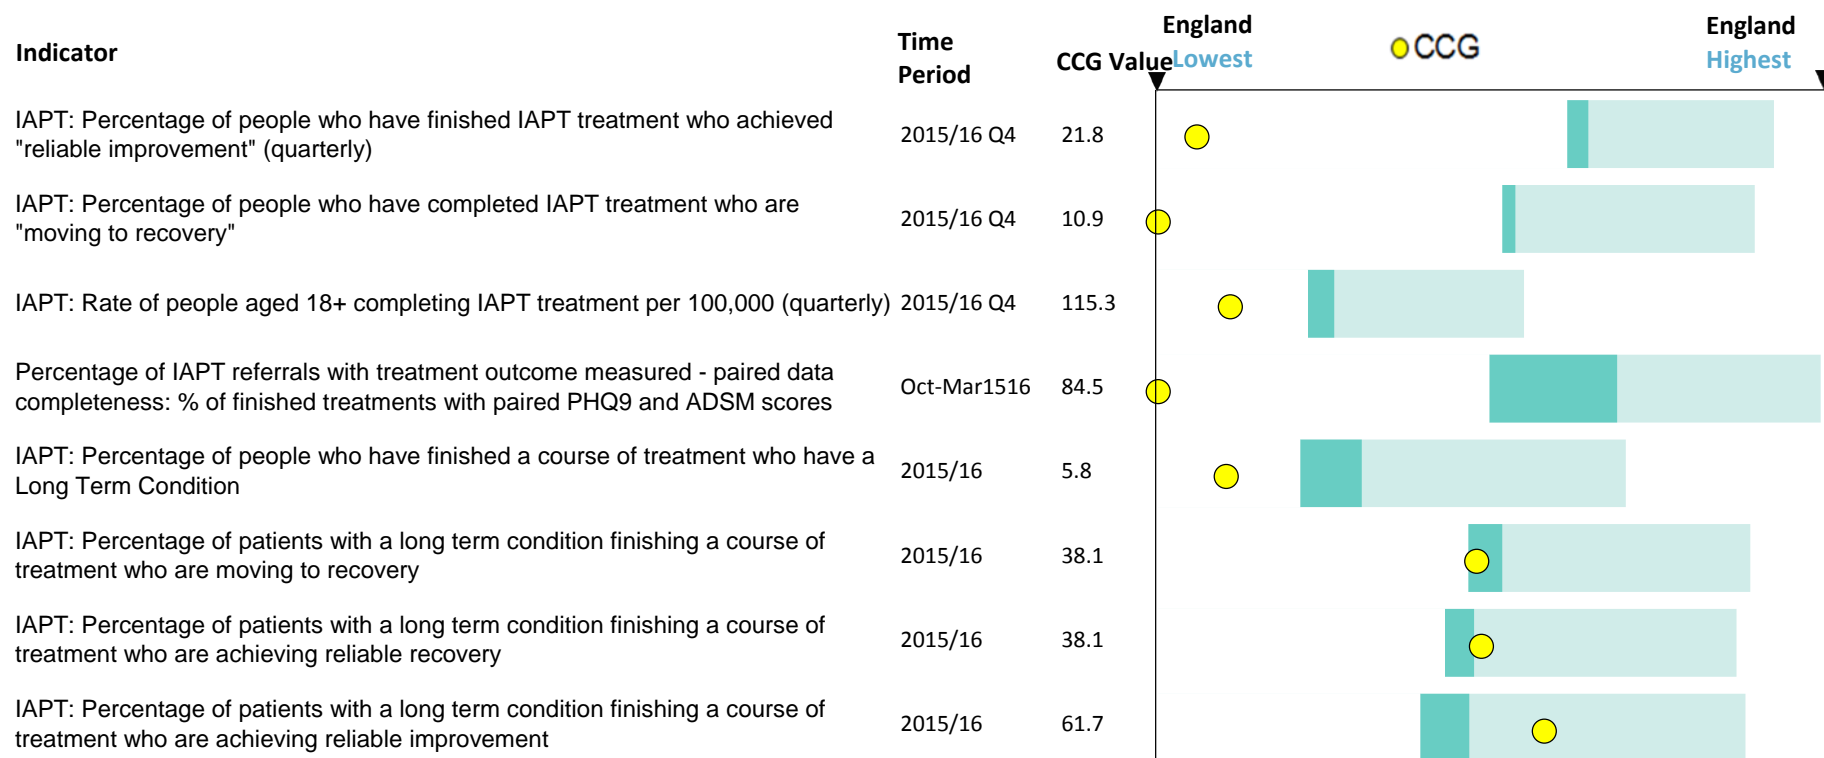 Indicator
Time
Period
CCG Value
England
Lowest
CCG
England
Highest
IAPT: Percentage of people who have finished IAPT treatment who achieved
"reliable improvement" (quarterly)
2015/16 Q4
21.8
IAPT: Percentage of people who have completed IAPT treatment who are
"moving to recovery"
2015/16 Q4
10.9
IAPT: Rate of people aged 18+ completing IAPT treatment per 100,000 (quarterly)
2015/16 Q4
115.3
Percentage of IAPT referrals with treatment outcome measured - paired data
completeness: % of finished treatments with paired PHQ9 and ADSM scores
Oct-Mar1516
84.5
IAPT: Percentage of people who have finished a course of treatment who have a
Long Term Condition
2015/16
5.8
IAPT: Percentage of patients with a long term condition finishing a course of
treatment who are moving to recovery
2015/16
38.1
IAPT: Percentage of patients with a long term condition finishing a course of
treatment who are achieving reliable recovery
2015/16
38.1
IAPT: Percentage of patients with a long term condition finishing a course of
treatment who are achieving reliable improvement
2015/16
61.7